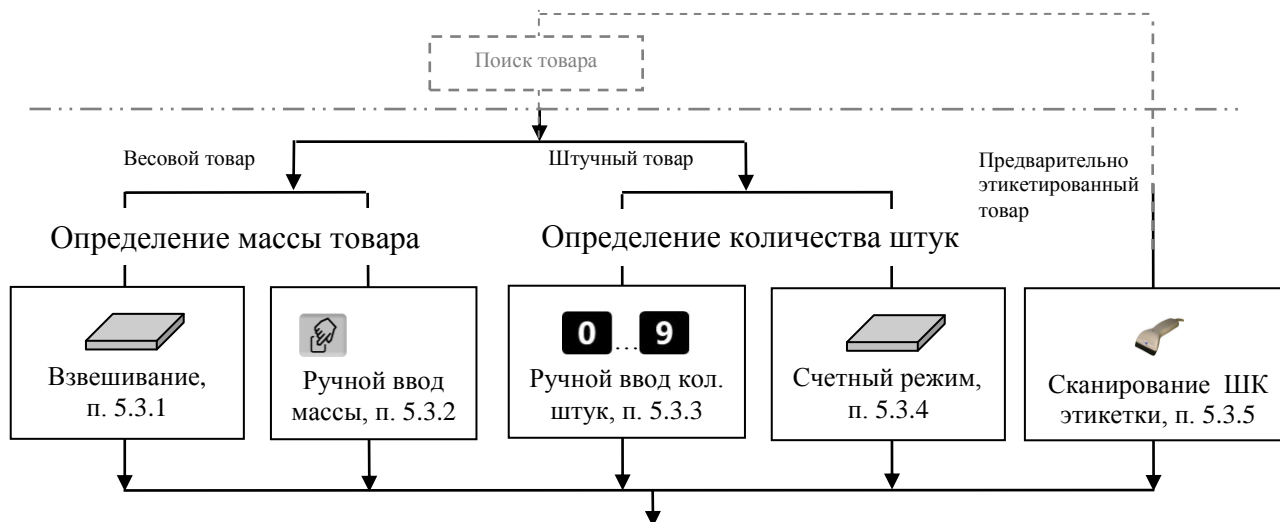 Поиск товара
Весовой товар
Штучный товар
Предварительно
этикетированный
товар
Определение массы товара
Определение количества штук
0 ... 9
Взвешивание,
п. 5.3.1
Ручной ввод
массы, п. 5.3.2
Ручной ввод кол.
штук, п. 5.3.3
Счетный режим,
п. 5.3.4
Сканирование ШК
этикетки, п. 5.3.5